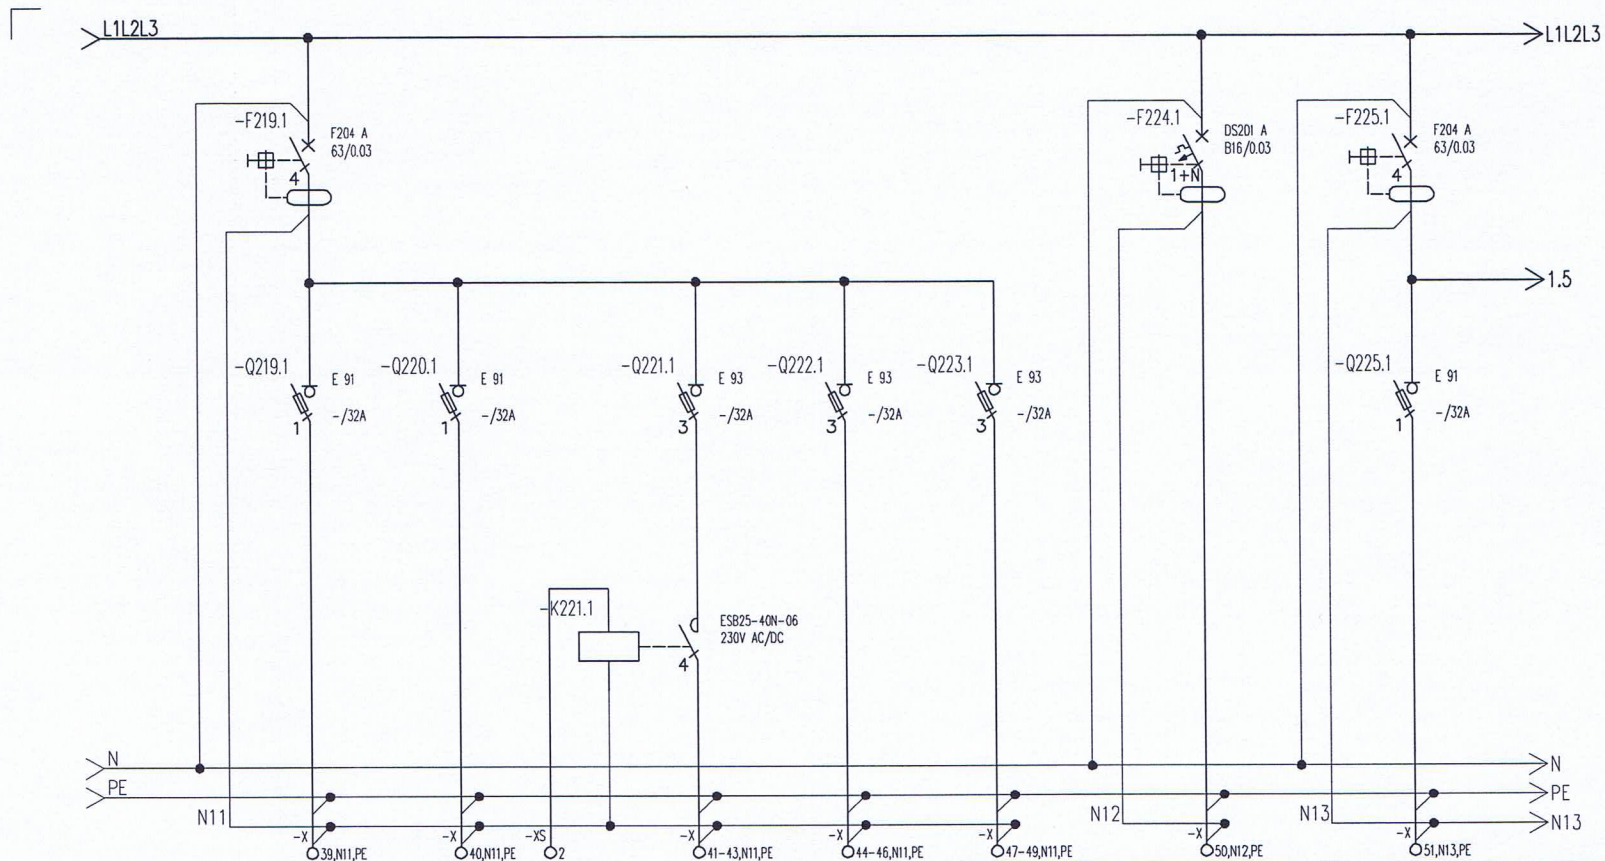 L1L2L3
L1L2L3
-F219.1
F204 A
63/0.03
4
-F224.1
DS201 A
B16/0.03
1+N
-F225.1
F204 A
63/0.03
4
1.5
-Q219.1
E 91
-/32A
1
-Q220.1
E 91
-/32A
1
-Q221.1
E 93
-/32A
3
-Q222.1
E 93
-/32A
3
-Q223.1
E 93
-/32A
3
-Q225.1
E 91
-/32A
1
-K221.1
ESB25-40N-06
230V AC/DC
4
N
N
PE
PE
N11
N12
N13
N13
-X
39,N11,PE
-X
40,N11,PE
-XS
2
-X
41-43,N11,PE
-X
44-46,N11,PE
-X
47-49,N11,PE
-X
50,N12,PE
-X
51,N13,PE